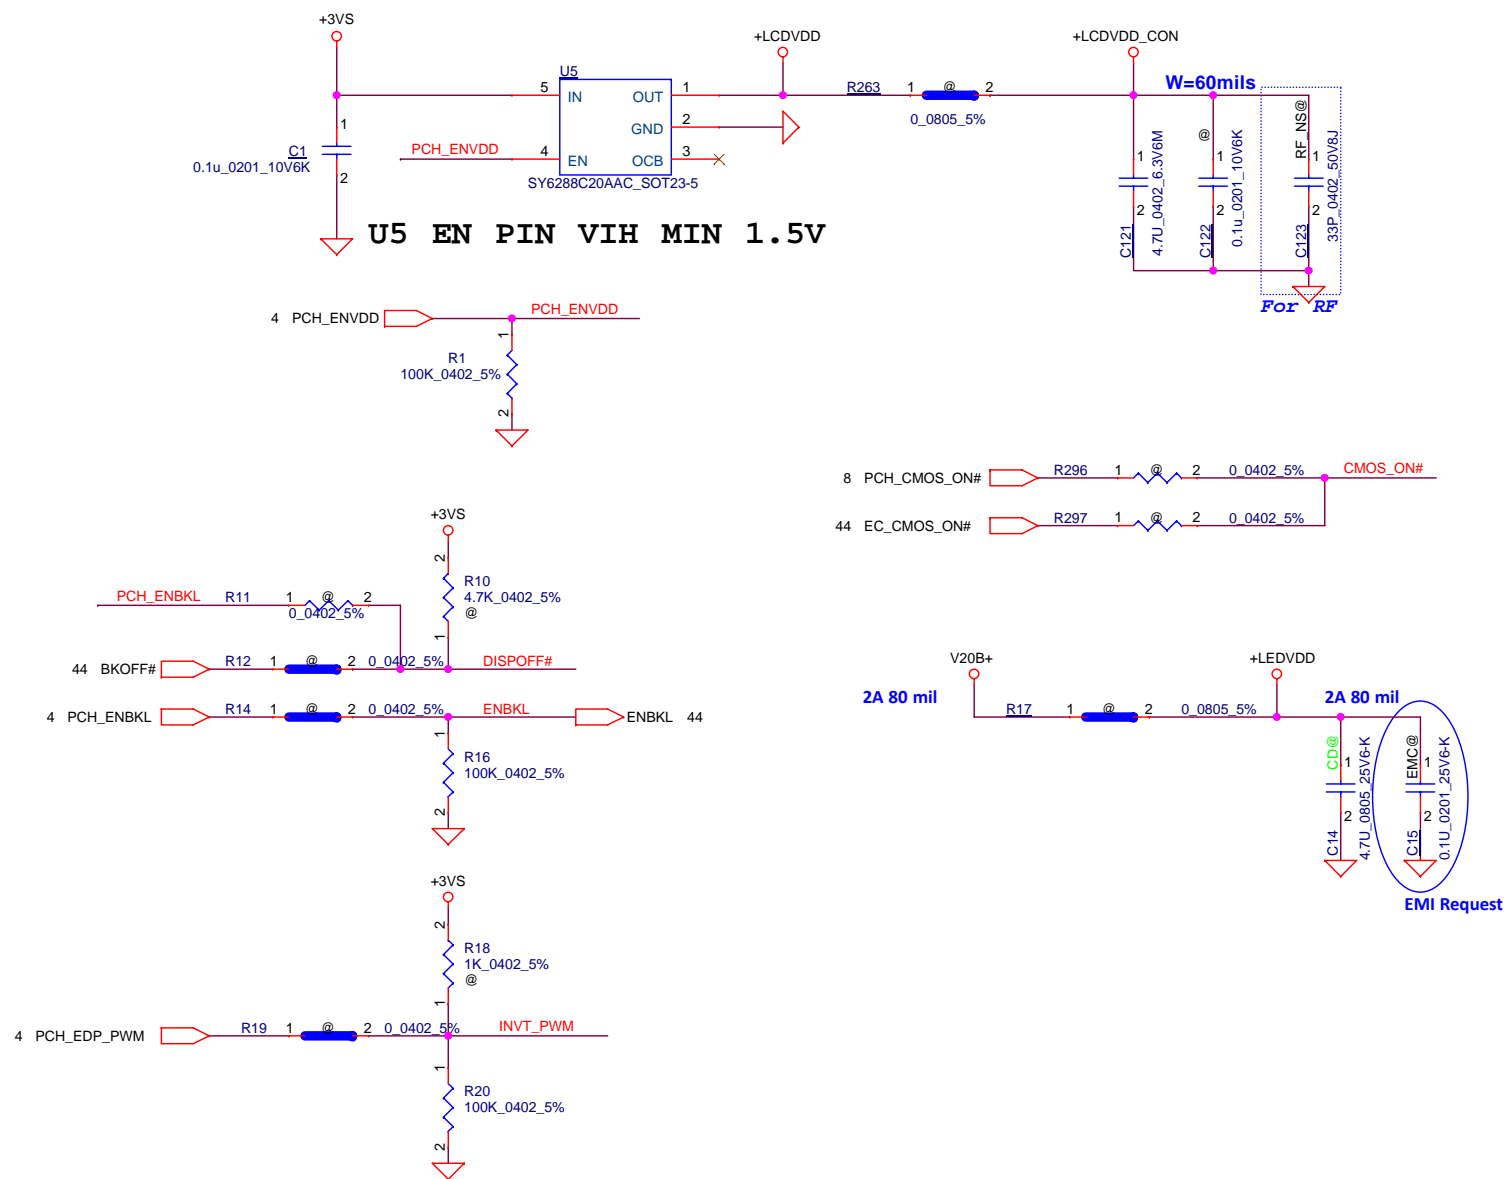 +3VS
+LCDVDD
+LCDVDD_CON
U5
5 IN OUT 1
GND 2
4 EN OCB 3
PCH_ENVDD
SY6288C20AAC_SOT23-5
1
C1
0.1u_0201_10V6K
2
R263 1 @ 2
0_0805_5%
W=60mils
1
2
C121
4.7U_0402_6.3V6M
@
1
2
C122
0.1u_0201_10V6K
RF_NS@
1
2
C123
33P_0402_50V8J
For RF
U5 EN PIN VIH MIN 1.5V
4 PCH_ENVDD PCH_ENVDD
1
R1
100K_0402_5%
2
8 PCH_CMOS_ON# R296 1 @ 2 0_0402_5% CMOS_ON#
44 EC_CMOS_ON# R297 1 @ 2 0_0402_5%
+3VS
2
R10
4.7K_0402_5%
@
1
PCH_ENBKL R11 1 @ 2
0_0402_5%
44 BKOFF# R12 1 @ 2 0_0402_5% DISPOFF#
4 PCH_ENBKL R14 1 @ 2 0_0402_5% ENBKL ENBKL 44
1
R16
100K_0402_5%
2
V20B+
+LEDVDD
2A 80 mil
2A 80 mil
R17 1 @ 2 0_0805_5%
CD@
1
2
C14
4.7U_0805_25V6-K
EMC@
1
2
C15
0.1U_0201_25V6-K
EMI Request
+3VS
2
R18
1K_0402_5%
@
1
4 PCH_EDP_PWM R19 1 @ 2 0_0402_5% INVT_PWM
1
R20
100K_0402_5%
2